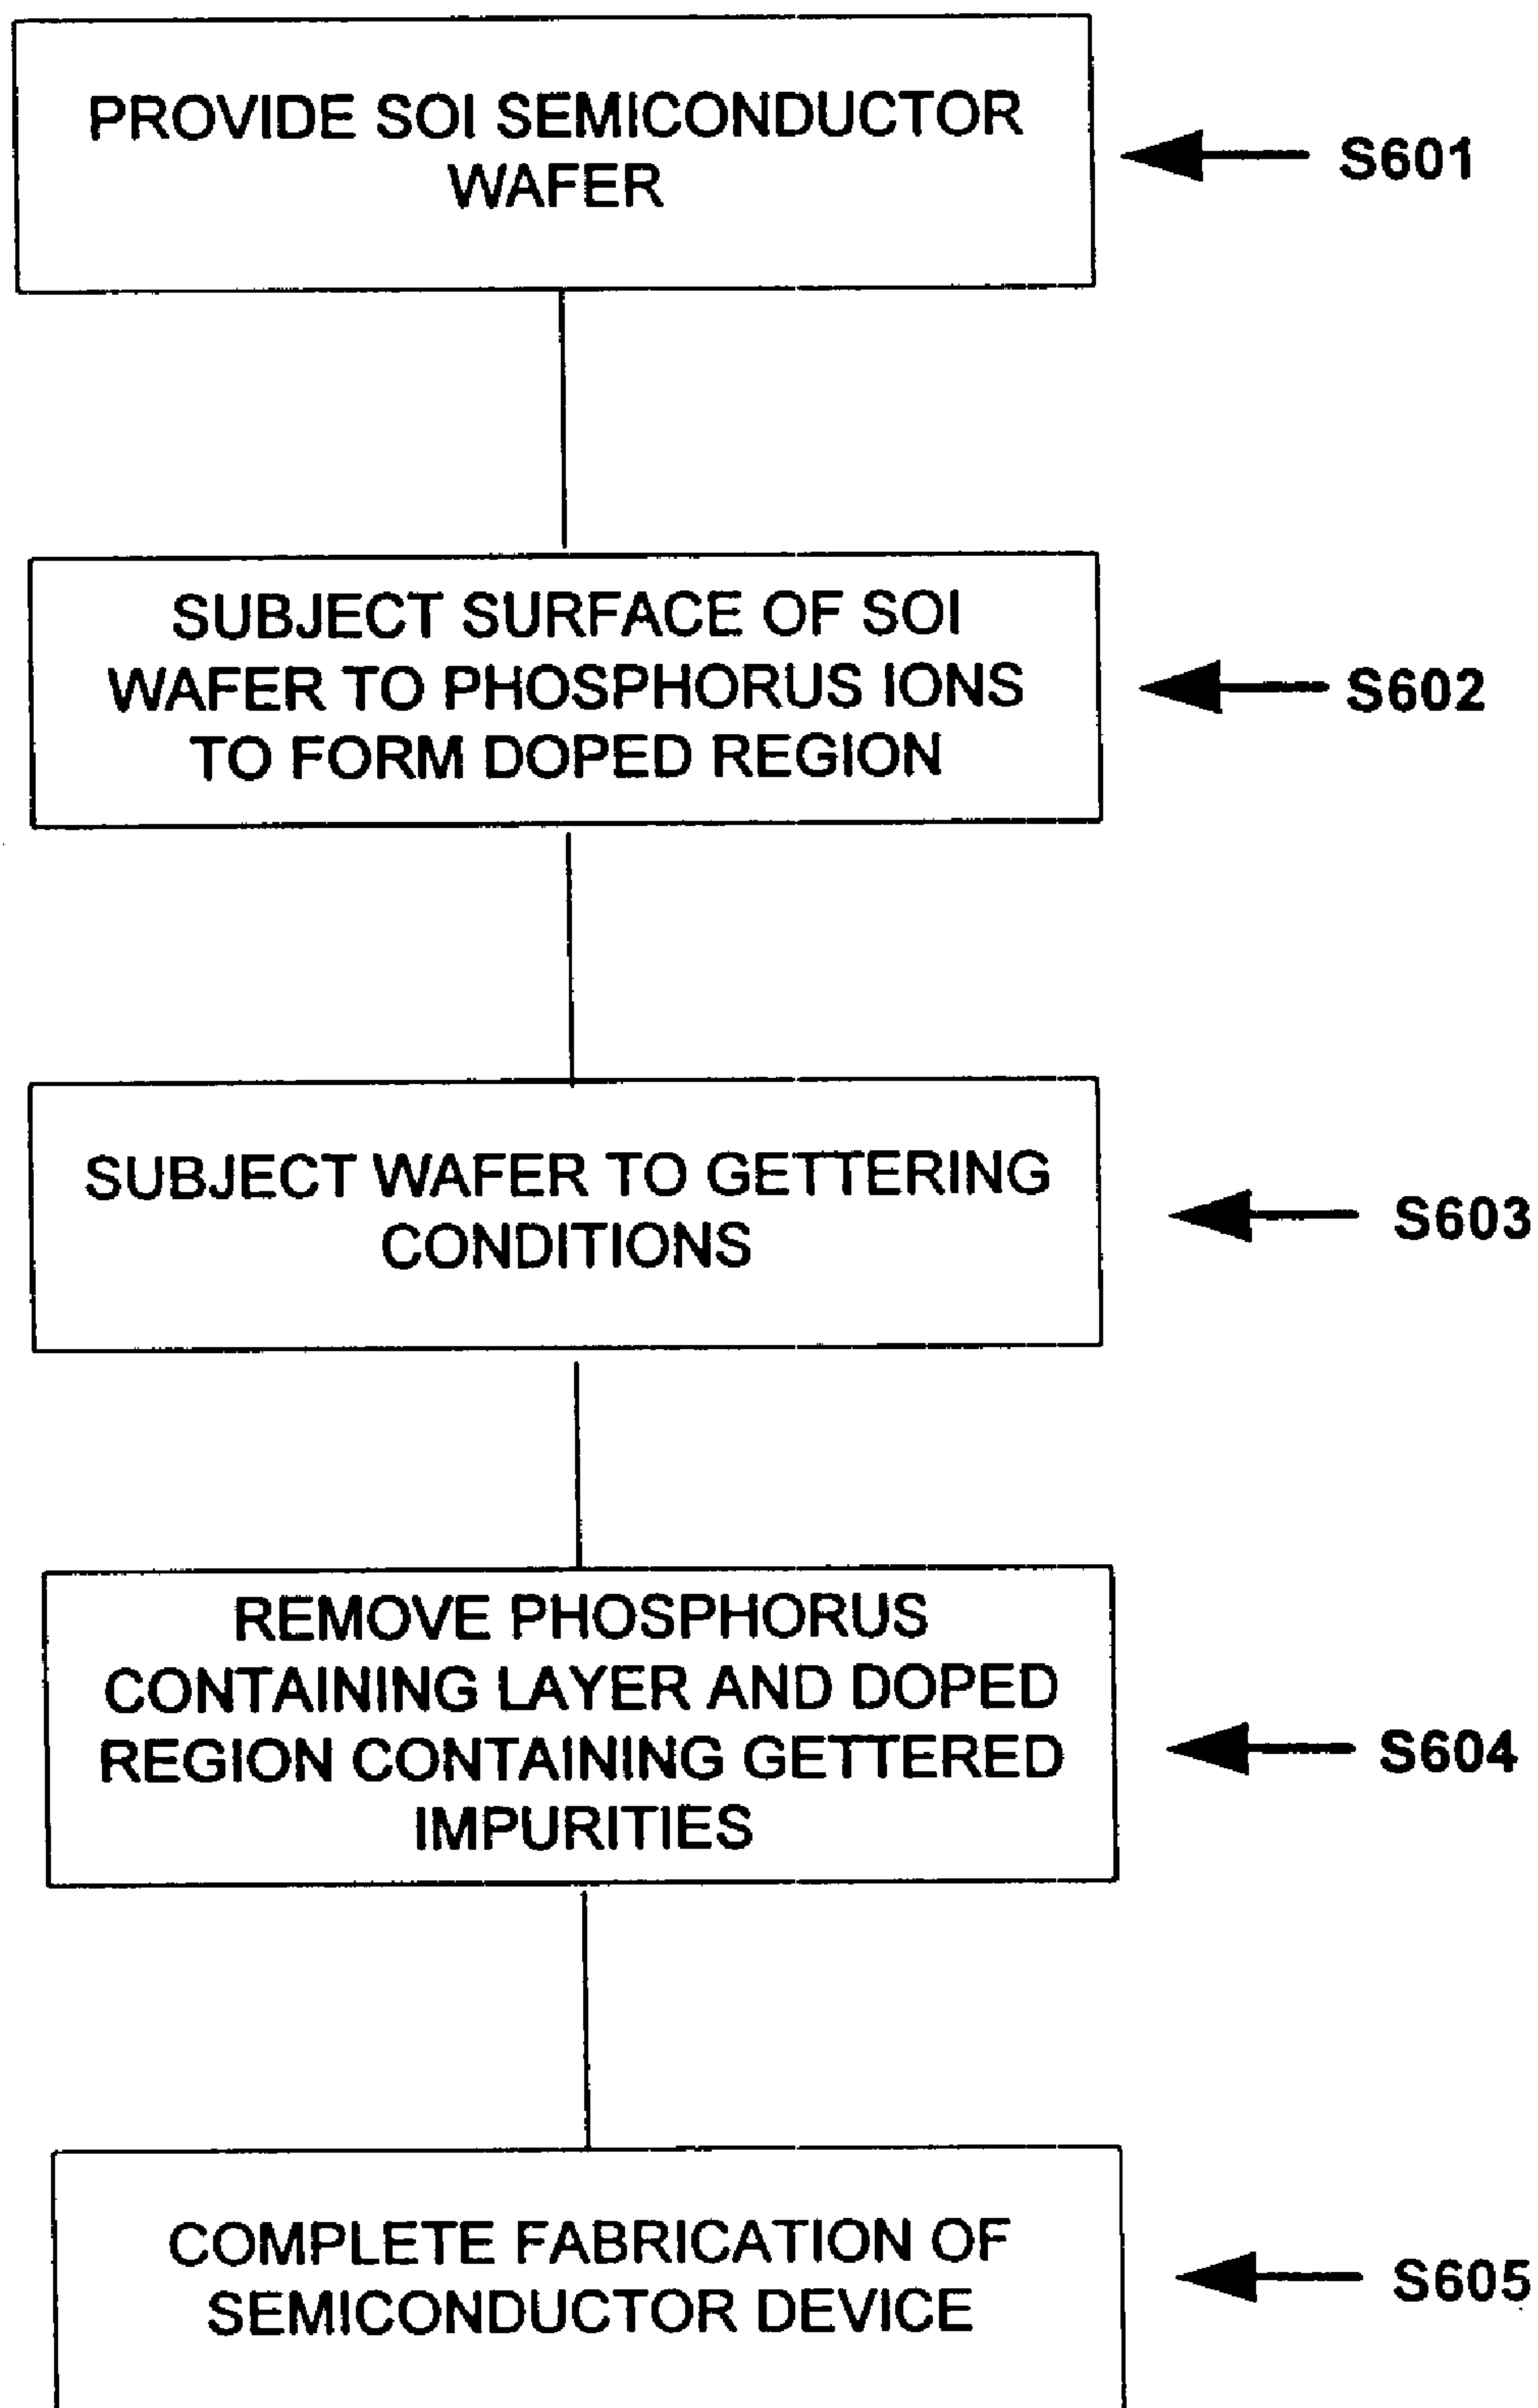 PROVIDE SOI SEMICONDUCTOR
WAFER
S601
SUBJECT SURFACE OF SOI
WAFER TO PHOSPHORUS IONS
TO FORM DOPED REGION
S602
SUBJECT WAFER TO GETTERING
CONDITIONS
S603
REMOVE PHOSPHORUS
CONTAINING LAYER AND DOPED
REGION CONTAINING GETTERED
IMPURITIES
S604
COMPLETE FABRICATION OF
SEMICONDUCTOR DEVICE
S605